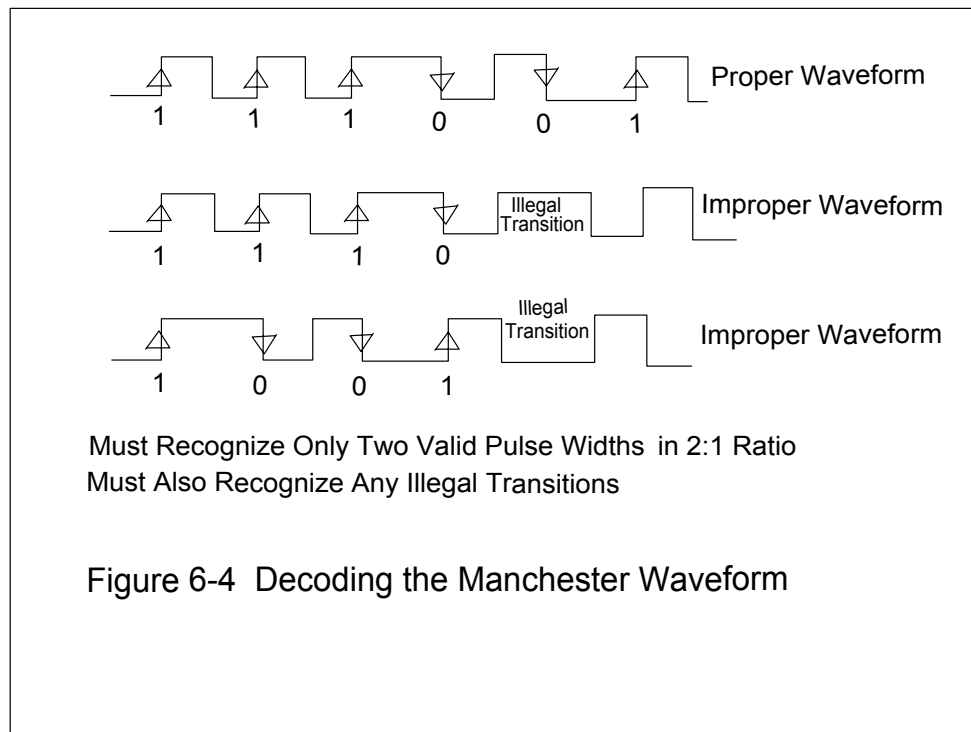 Proper Waveform
1 1 1 0 0 1
Illegal
Transition
Improper Waveform
1 1 1 0
Illegal
Transition
Improper Waveform
1 0 0 1
Must Recognize Only Two Valid Pulse Widths in 2:1 Ratio
Must Also Recognize Any Illegal Transitions
Figure 6-4 Decoding the Manchester Waveform